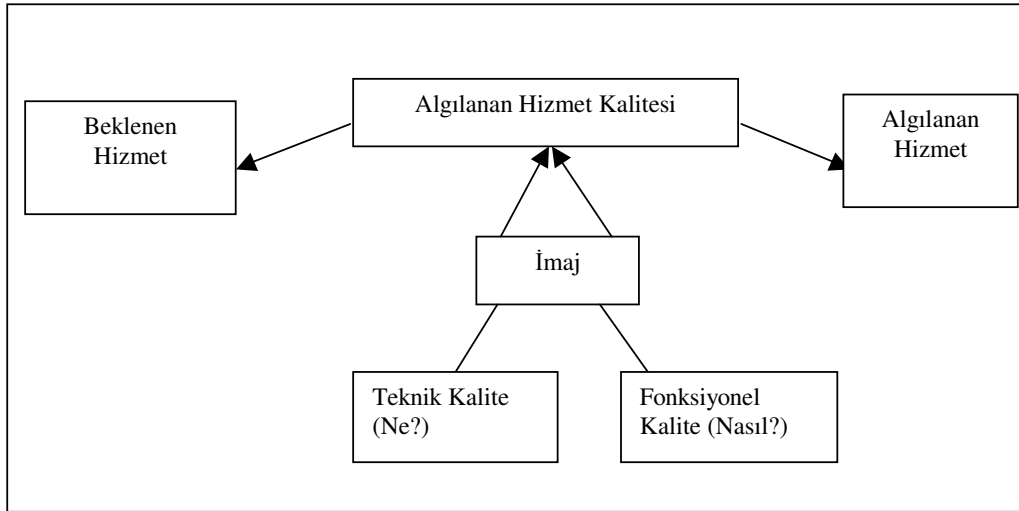 Algılanan Hizmet Kalitesi
Beklenen
Hizmet
Algılanan
Hizmet
İmaj
Teknik Kalite
(Ne?)
Fonksiyonel
Kalite (Nasıl?)